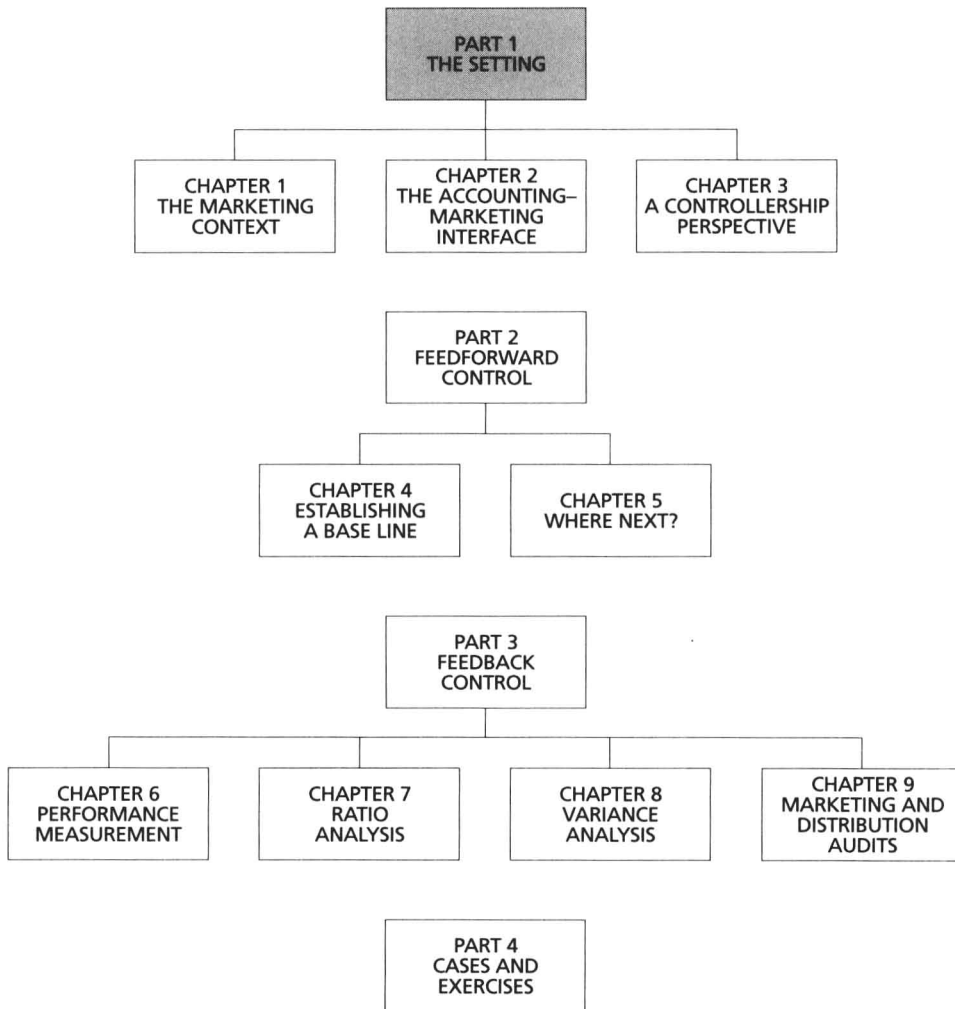 PART 1
THE SETTING
CHAPTER 1
THE MARKETING
CONTEXT
CHAPTER 2
THE ACCOUNTING–
MARKETING
INTERFACE
CHAPTER 3
A CONTROLLERSHIP
PERSPECTIVE
PART 2
FEEDFORWARD
CONTROL
CHAPTER 4
ESTABLISHING
A BASE LINE
CHAPTER 5
WHERE NEXT?
PART 3
FEEDBACK
CONTROL
CHAPTER 6
PERFORMANCE
MEASUREMENT
CHAPTER 7
RATIO
ANALYSIS
CHAPTER 8
VARIANCE
ANALYSIS
CHAPTER 9
MARKETING AND
DISTRIBUTION
AUDITS
PART 4
CASES AND
EXERCISES